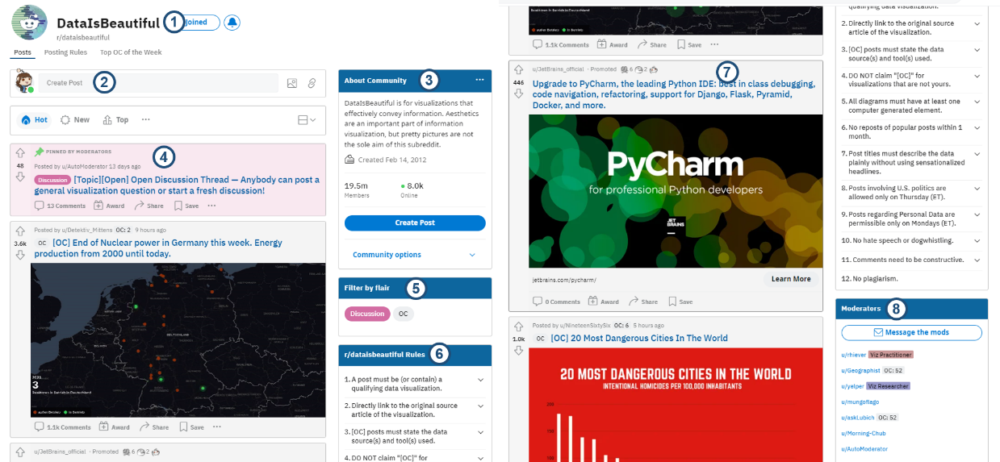 DataIsBeautiful
1
Joined
r/dataisbeautiful
Posts
Posting Rules
Top OC of the Week
Create Post
2
Hot
New
Top
PINNED BY MODERATORS
4
48
Posted by u/AutoModerator 13 days ago
Discussion [Topic][Open] Open Discussion Thread — Anybody can post a
general visualization question or start a fresh discussion!
13 Comments
Award
Share
Save
Posted by u/Detektiv_Mittens OC: 2 9 hours ago
3.6k
OC [OC] End of Nuclear power in Germany this week. Energy
production from 2000 until today.
DEUTSCHLAND
2021
3
Reaktoren in Betrieb in Deutschland
1.1k Comments
Award
Share
Save
u/JetBrains_official · Promoted 6 2
About Community
3
DataIsBeautiful is for visualizations that
effectively convey information. Aesthetics
are an important part of information
visualization, but pretty pictures are not
the sole aim of this subreddit.
Created Feb 14, 2012
19.5m
Members
8.0k
Online
Create Post
Community options
Filter by flair
5
Discussion
OC
r/dataisbeautiful Rules
6
1. A post must be (or contain) a
qualifying data visualization.
2. Directly link to the original source
article of the visualization.
3. [OC] posts must state the data
source(s) and tool(s) used.
4. DO NOT claim "[OC]" for
1.1k Comments
Award
Share
Save
u/JetBrains_official · Promoted 6 2
7
446
Upgrade to PyCharm, the leading Python IDE: best in class debugging,
code navigation, refactoring, support for Django, Flask, Pyramid,
Docker, and more.
PyCharm
for professional Python developers
JET
BRAINS
jetbrains.com/pycharm/
Learn More
0 Comments
Award
Share
Save
Posted by u/NineteenSixtySix OC: 6 5 hours ago
1.0k
OC [OC] 20 Most Dangerous Cities In The World
20 MOST DANGEROUS CITIES IN THE WORLD
INTENTIONAL HOMICIDES PER 100,000 INHABITANTS
200
150
100
qualifying data visualization.
2. Directly link to the original source
article of the visualization.
3. [OC] posts must state the data
source(s) and tool(s) used.
4. DO NOT claim "[OC]" for
visualizations that are not yours.
5. All diagrams must have at least one
computer generated element.
6. No reposts of popular posts within 1
month.
7. Post titles must describe the data
plainly without using sensationalized
headlines.
8. Posts involving U.S. politics are
allowed only on Thursday (ET).
9. Posts regarding Personal Data are
permissible only on Mondays (ET).
10. No hate speech or dogwhistling.
11. Comments need to be constructive.
12. No plagiarism.
Moderators
8
Message the mods
u/rhiever Viz Practitioner
u/Geographist OC: 52
u/yelper Viz Researcher
u/mungoflago
u/askLubich OC: 52
u/Morning-Chub
u/AutoModerator